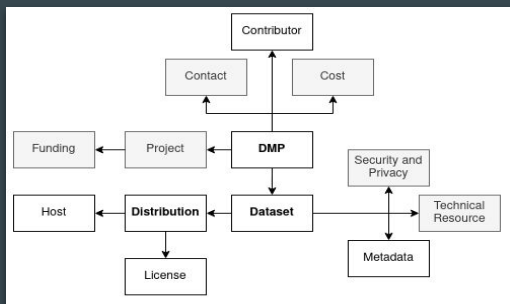 Contributor
Contact
Cost
Funding
Project
DMP
Security and
Privacy
Host
Distribution
Dataset
Technical
Resource
License
Metadata